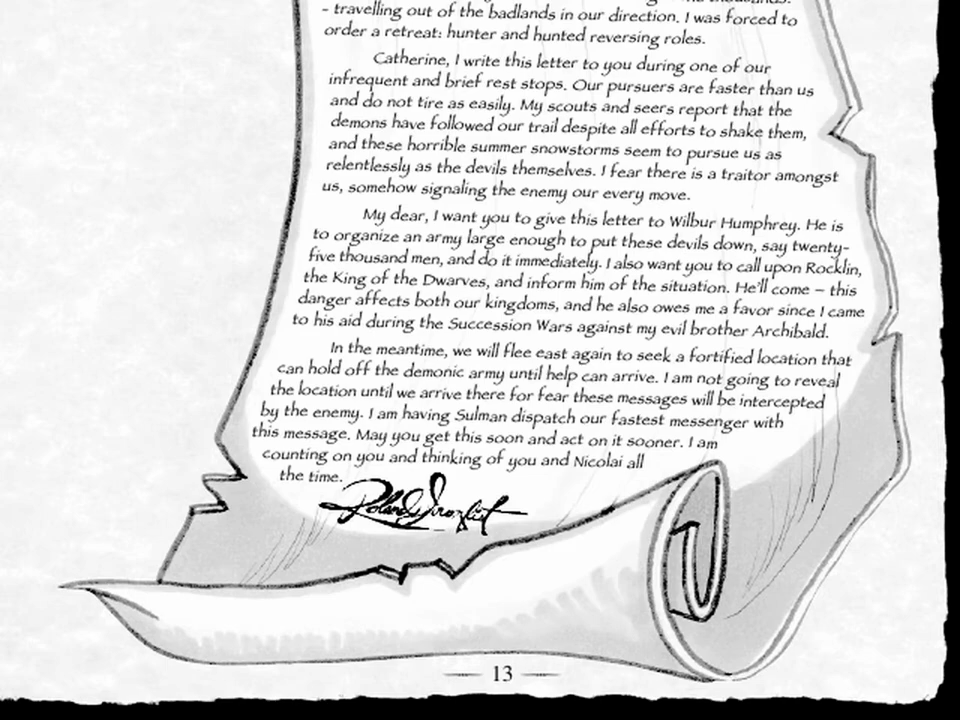 - travelling out of the badlands in our direction. I was forced to
order a retreat: hunter and hunted reversing roles.
Catherine, I write this letter to you during one of our
infrequent and brief rest stops. Our pursuers are faster than us
and do not tire as easily. My scouts and seers report that the
demons have followed our trail despite all efforts to shake them,
and these horrible summer snowstorms seem to pursue us as
relentlessly as the devils themselves. I fear there is a traitor amongst
us, somehow signaling the enemy our every move.
My dear, I want you to give this letter to Wilbur Humphrey. He is
to organize an army large enough to put these devils down, say twenty-
five thousand men, and do it immediately. I also want you to call upon Rocklin,
the King of the Dwarves, and inform him of the situation. He'll come – this
danger affects both our kingdoms, and he also owes me a favor since I came
to his aid during the Succession Wars against my evil brother Archibald.
In the meantime, we will flee east again to seek a fortified location that
can hold off the demonic army until help can arrive. I am not going to reveal
the location until we arrive there for fear these messages will be intercepted
by the enemy. I am having Sulman dispatch our fastest messenger with
this message. May you get this soon and act on it sooner. I am
counting on you and thinking of you and Nicolai all
the time.
Roland Ironfist
13